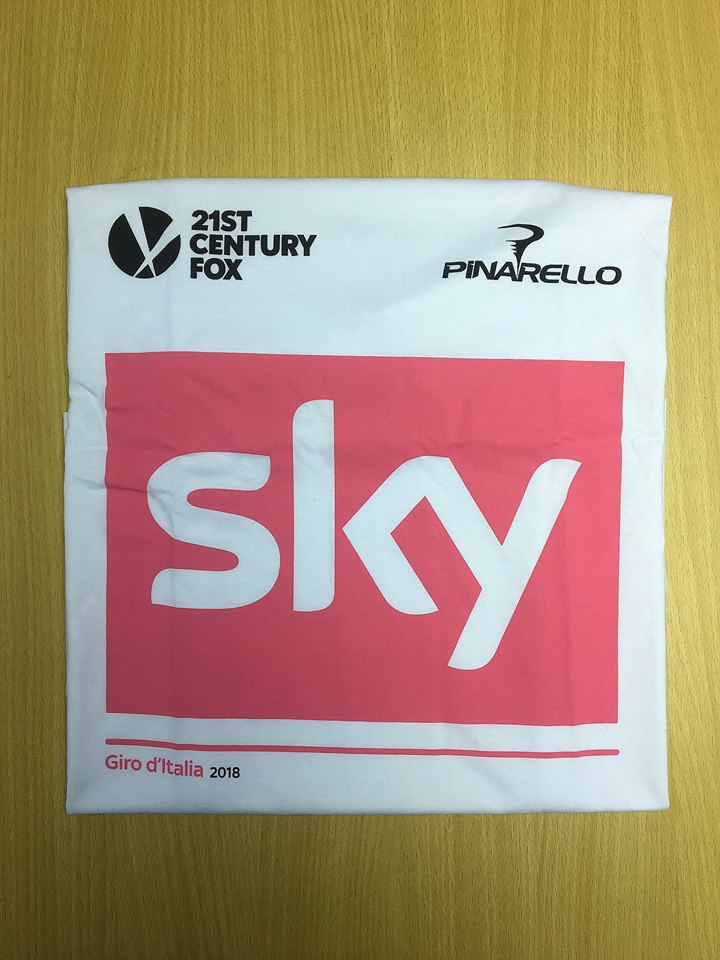 21ST
CENTURY
FOX
PiNARELLO
sky
Giro d'Italia 2018